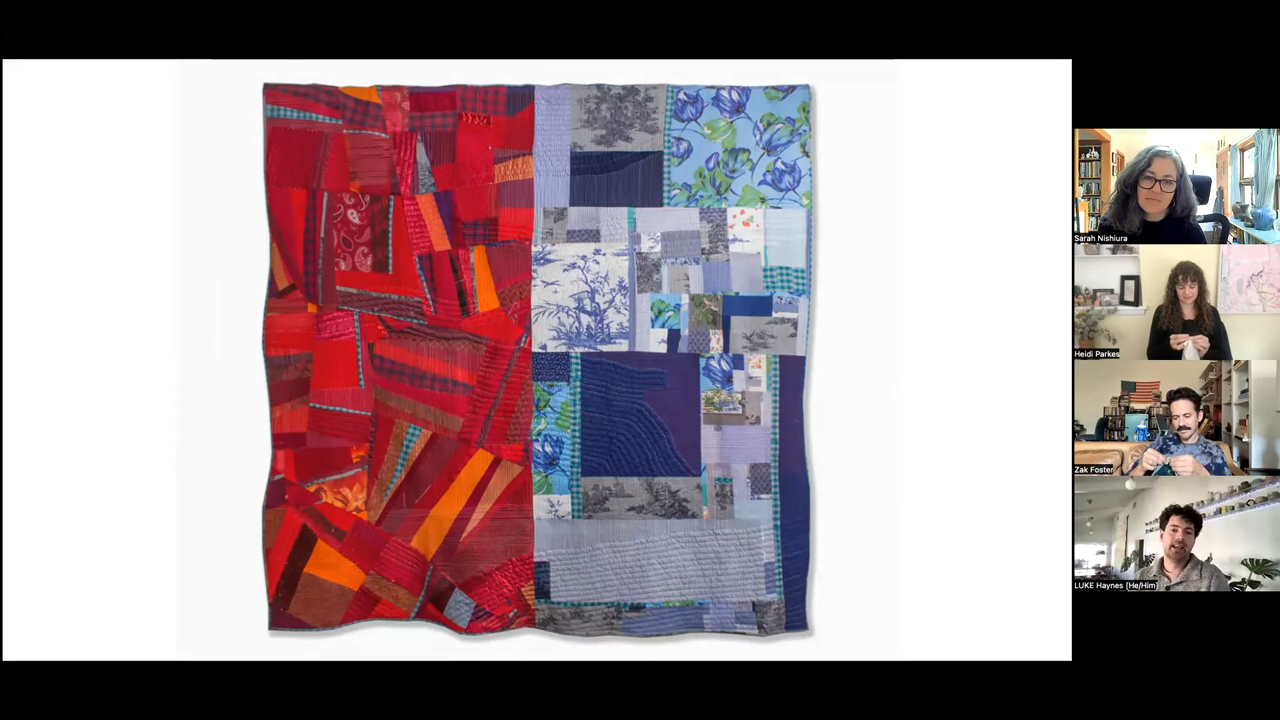 Sarah Nishiura
Heidi Parkes
Zak Foster
LUKE Haynes [He/Him]